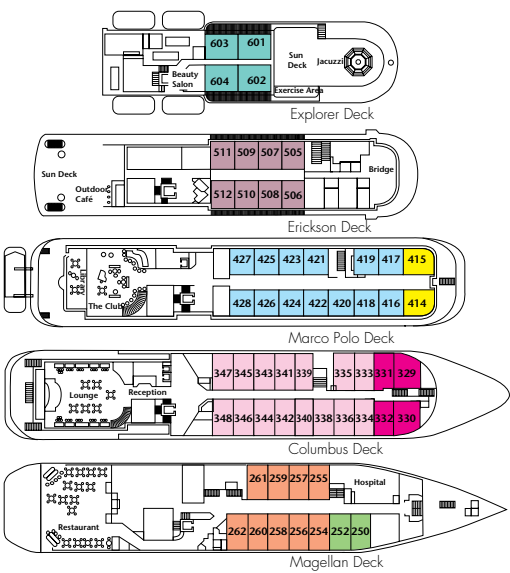 603 601
Sun
Deck
Jacuzzi
Beauty
Salon
604 602
Exercise Area
Explorer Deck
511 509 507 505
Bridge
Sun Deck
Outdoor
Café
512 510 508 506
Erickson Deck
427 425 423 421 419 417 415
Library
The Club
428 426 424 422 420 418 416 414
Marco Polo Deck
347 345 343 341 339 335 333 331 329
Lounge
Reception
348 346 344 342 340 338 336 334 332 330
Columbus Deck
261 259 257 255
Hospital
Restaurant
262 260 258 256 254 252 250
Magellan Deck